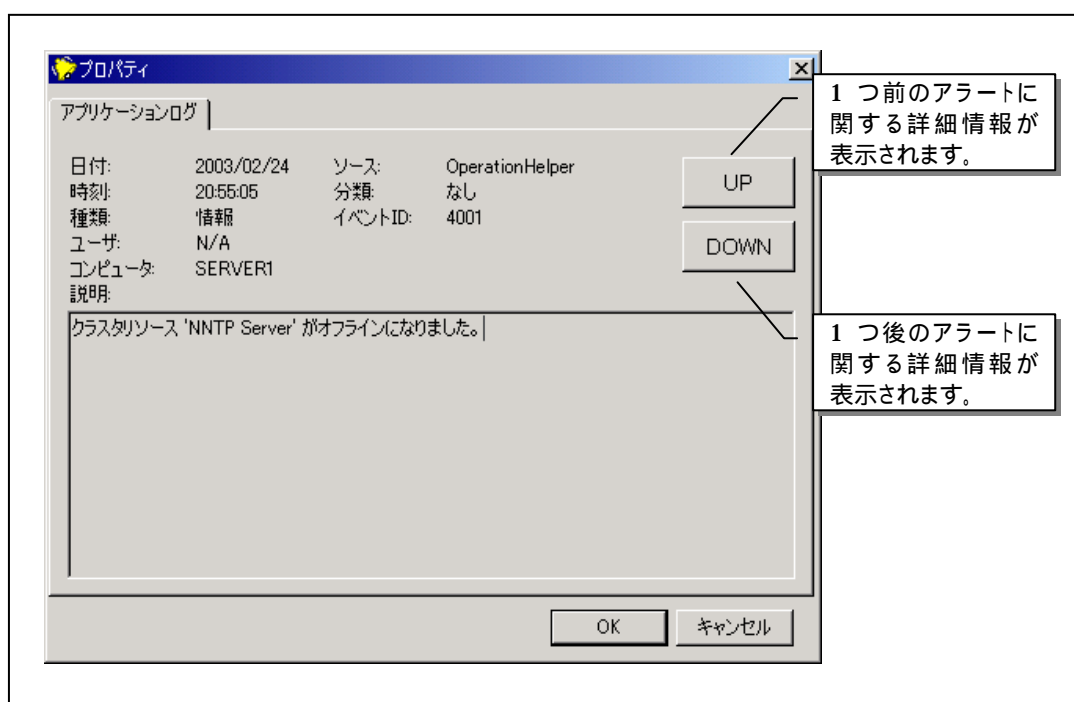 プロパティ
アプリケーションログ
日付: 2003/02/24 ソース: OperationHelper
時刻: 20:55:05 分類: なし
種類: 情報 イベントID: 4001
ユーザ: N/A
コンピュータ: SERVER1
説明:
クラスタリソース 'NNTP Server' がオフラインになりました。
UP
DOWN
OK キャンセル
1 つ前のアラートに
関する詳細情報が
表示されます。
1 つ後のアラートに
関する詳細情報が
表示されます。